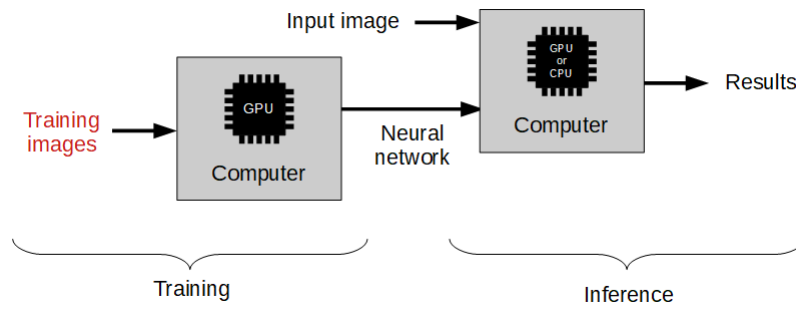 Input image
GPU
or
CPU
Computer
Results
Training
images
GPU
Computer
Neural
network
Training
Inference